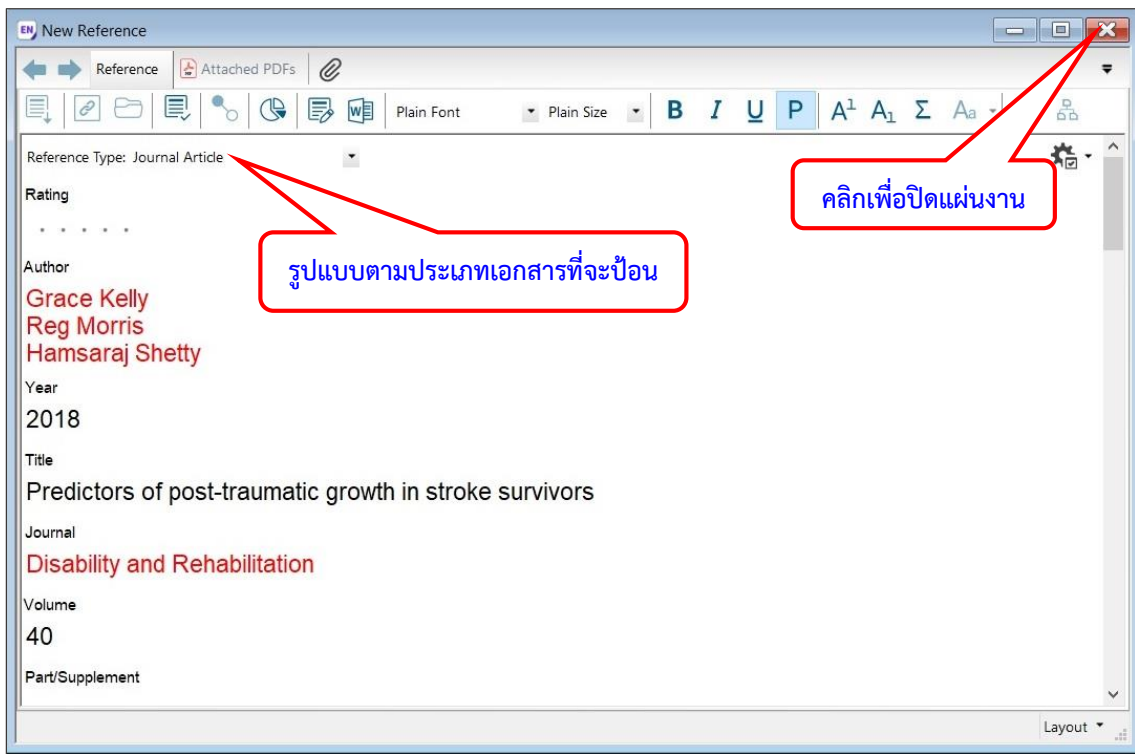 EN New Reference
Reference Attached PDFs
Plain Font Plain Size B I U P A1 A1 Σ Aa
Reference Type: Journal Article
คลิกเพื่อปิดแผ่นงาน
Rating
รูปแบบตามประเภทเอกสารที่จะป้อน
Author
Grace Kelly
Reg Morris
Hamsaraj Shetty
Year
2018
Title
Predictors of post-traumatic growth in stroke survivors
Journal
Disability and Rehabilitation
Volume
40
Part/Supplement
Layout